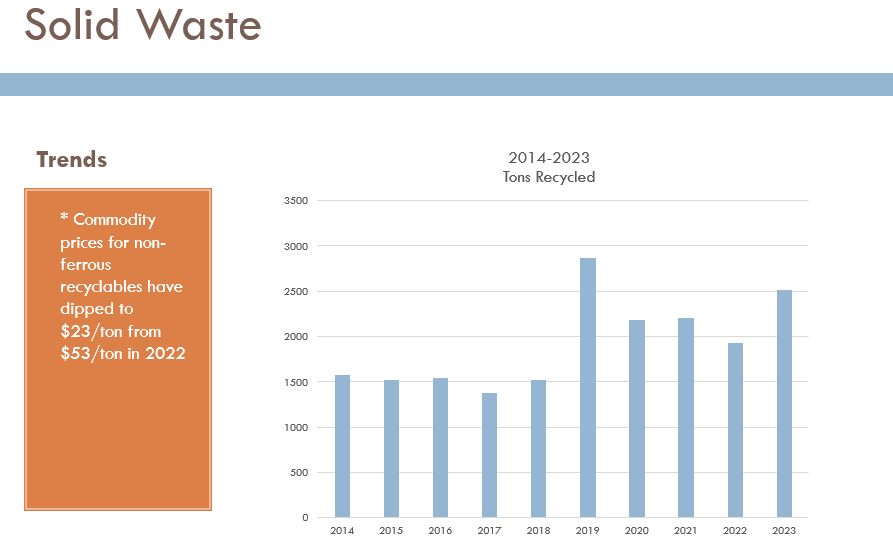 Solid Waste
Trends
* Commodity
prices for non-
ferrous
recyclables have
dipped to
$23/ton from
$53/ton in 2022
2014-2023
Tons Recycled
3500
3000
2500
2000
1500
1000
500
0
2014 2015 2016 2017 2018 2019 2020 2021 2022 2023